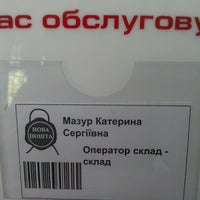 ас обслугову
Мазур Катерина
Сергіївна
НОВА
ПОШТА
Оператор склад -
склад